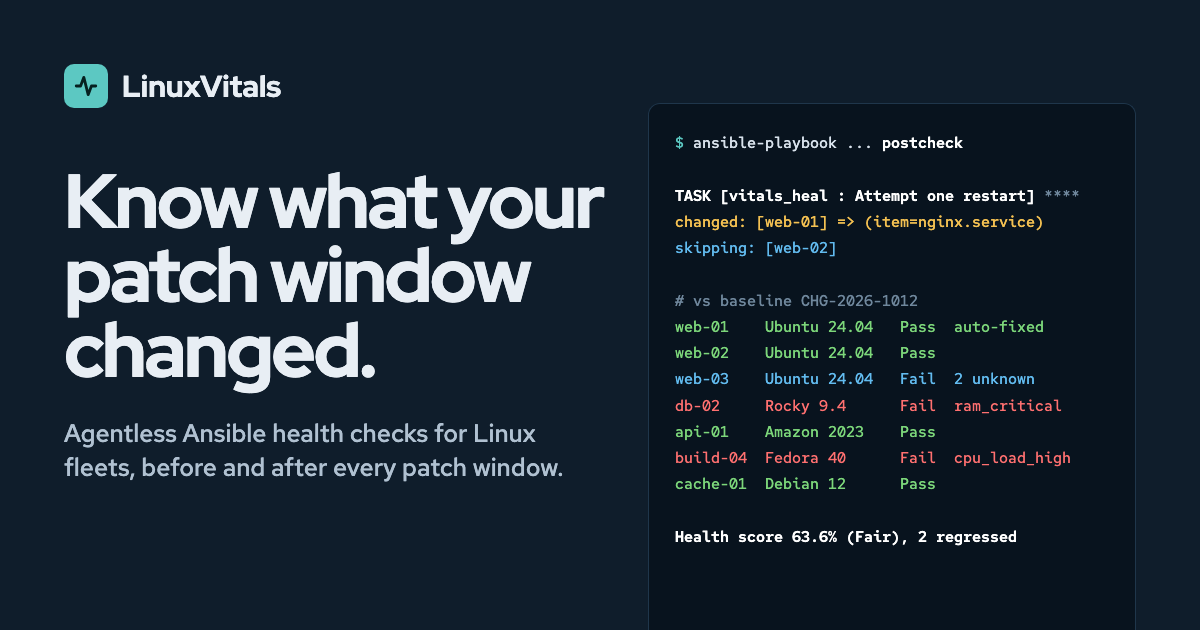 LinuxVitals
Know what your
patch window
changed.
Agentless Ansible health checks for Linux
fleets, before and after every patch window.
$ ansible-playbook ... postcheck
TASK [vitals_heal : Attempt one restart] ****
changed: [web-01] => (item=nginx.service)
skipping: [web-02]
# vs baseline CHG-2026-1012
web-01 Ubuntu 24.04 Pass auto-fixed
web-02 Ubuntu 24.04 Pass
web-03 Ubuntu 24.04 Fail 2 unknown
db-02 Rocky 9.4 Fail ram_critical
api-01 Amazon 2023 Pass
build-04 Fedora 40 Fail cpu_load_high
cache-01 Debian 12 Pass
Health score 63.6% (Fair), 2 regressed